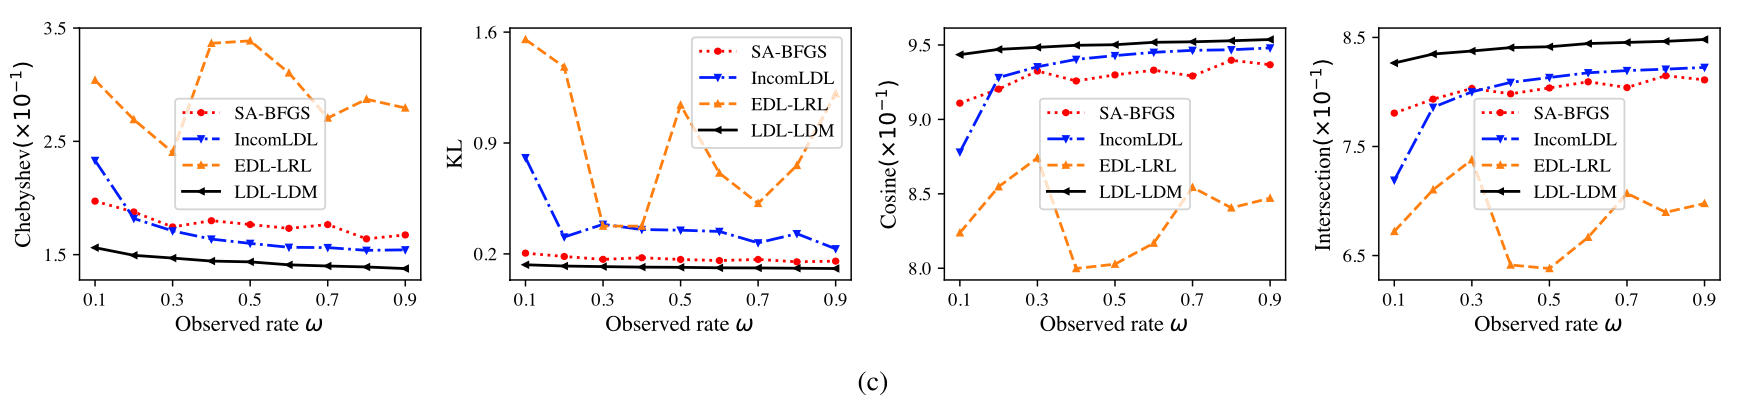 Chebyshev(×10⁻¹)
3.5
2.5
1.5
0.1 0.3 0.5 0.7 0.9
Observed rate ω
SA-BFGS
IncomLDL
EDL-LRL
LDL-LDM
KL
1.6
0.9
0.2
0.1 0.3 0.5 0.7 0.9
Observed rate ω
SA-BFGS
IncomLDL
EDL-LRL
LDL-LDM
Cosine(×10⁻¹)
9.5
9.0
8.5
8.0
0.1 0.3 0.5 0.7 0.9
Observed rate ω
SA-BFGS
IncomLDL
EDL-LRL
LDL-LDM
Intersection(×10⁻¹)
8.5
7.5
6.5
0.1 0.3 0.5 0.7 0.9
Observed rate ω
SA-BFGS
IncomLDL
EDL-LRL
LDL-LDM
(c)